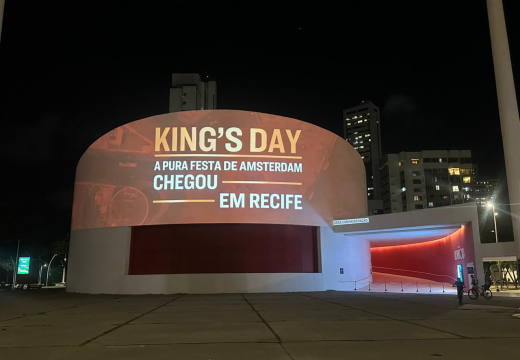 KING'S DAY
A PURA FESTA DE AMSTERDAM
CHEGOU
EM RECIFE